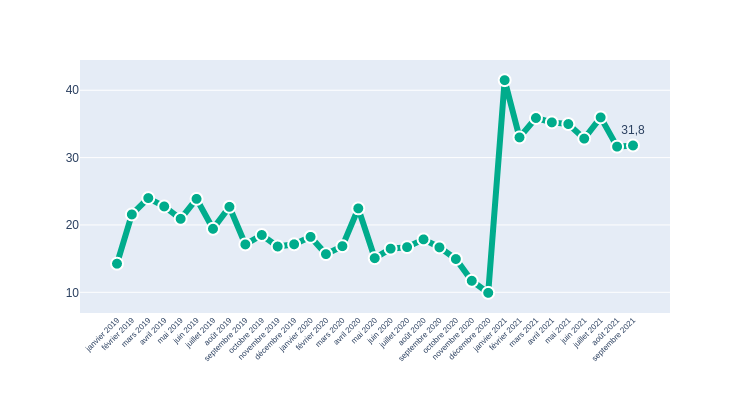 40
30
20
10
31,8
janvier 2019
février 2019
mars 2019
avril 2019
mai 2019
juin 2019
juillet 2019
août 2019
septembre 2019
octobre 2019
novembre 2019
décembre 2019
janvier 2020
février 2020
mars 2020
avril 2020
mai 2020
juin 2020
juillet 2020
août 2020
septembre 2020
octobre 2020
novembre 2020
décembre 2020
janvier 2021
février 2021
mars 2021
avril 2021
mai 2021
juin 2021
juillet 2021
août 2021
septembre 2021